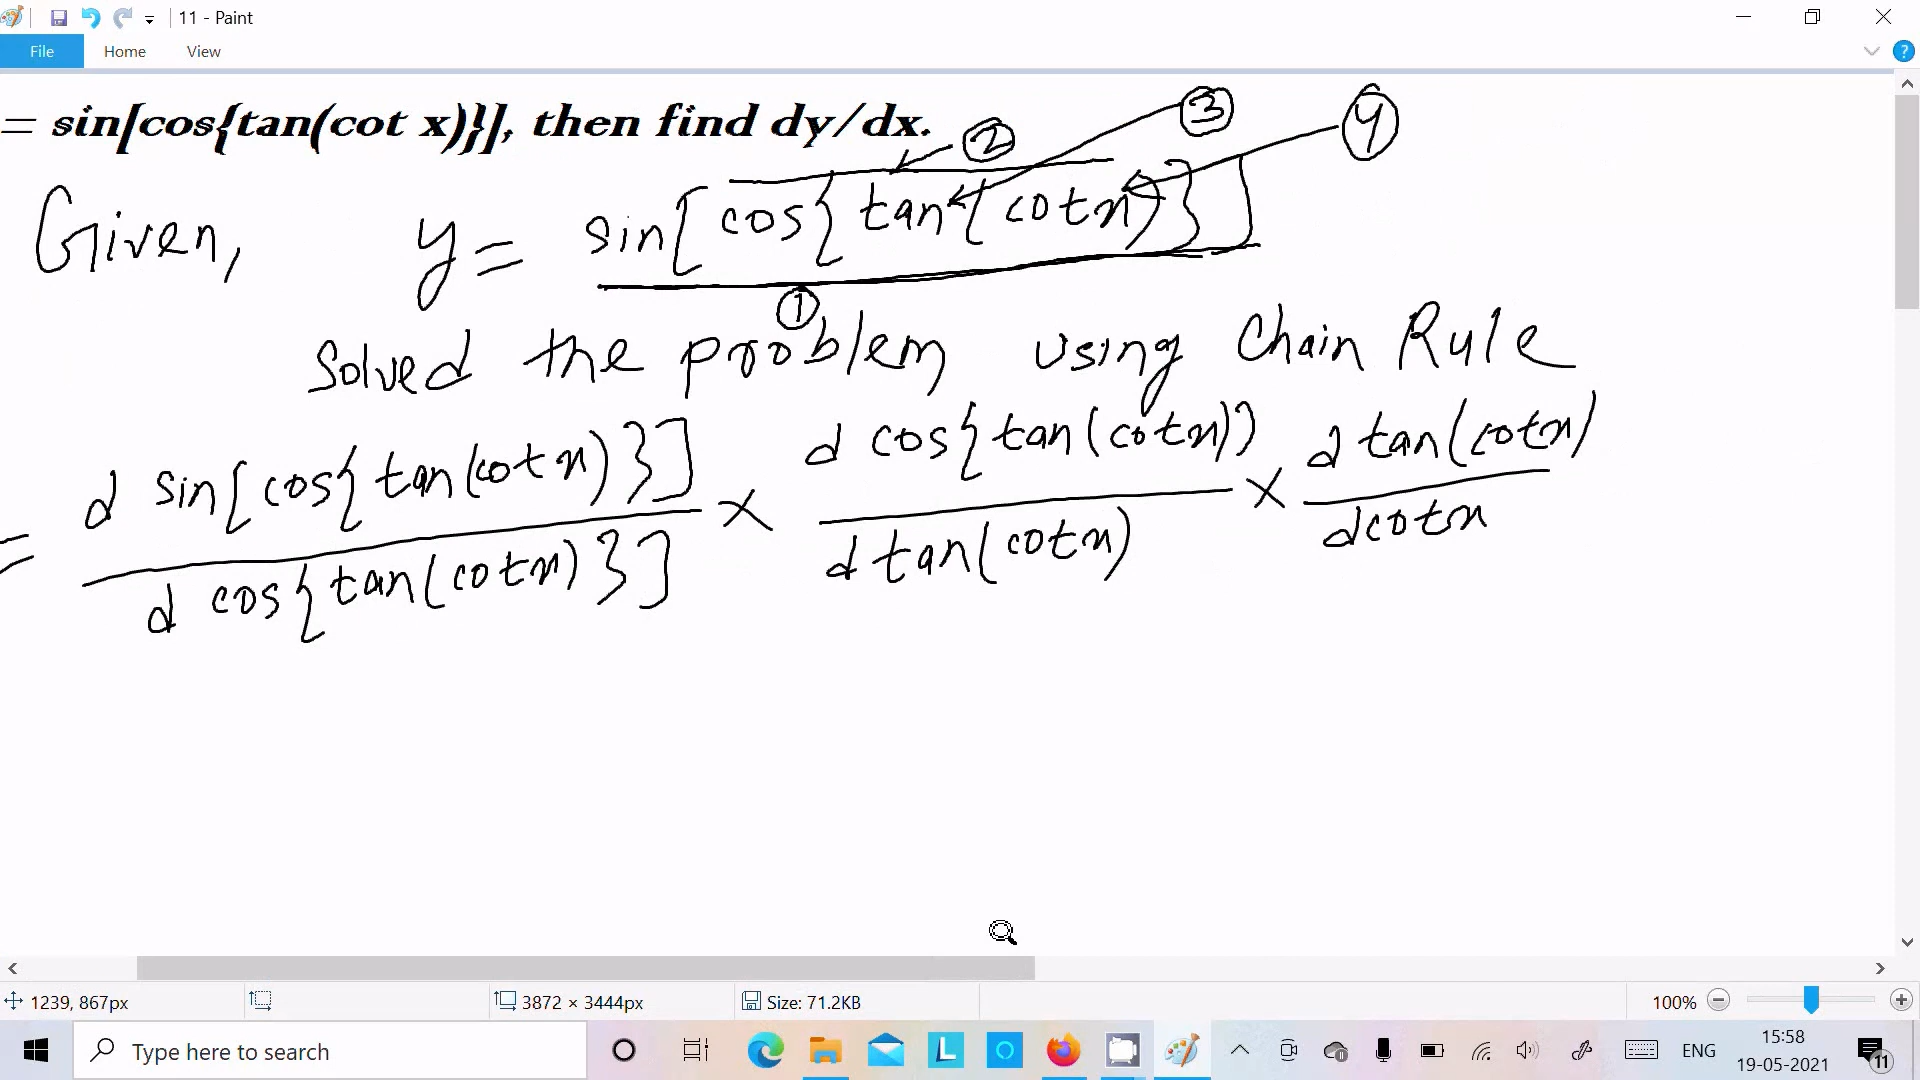 11 - Paint
File Home View
= sin[cos{tan(cot x)}], then find dy/dx.
② ③ ④
Given, y = sin[cos{tan(cotx)}]
①
Solved the problem using Chain Rule
= d sin[cos{tan(cotx)}] / d cos{tan(cotx)}] × d cos{tan(cotx)} / d tan(cotx) × d tan(cotx) / dcotx
1239, 867px 3872 × 3444px Size: 71.2KB 100%
Type here to search ENG 15:58
19-05-2021 11